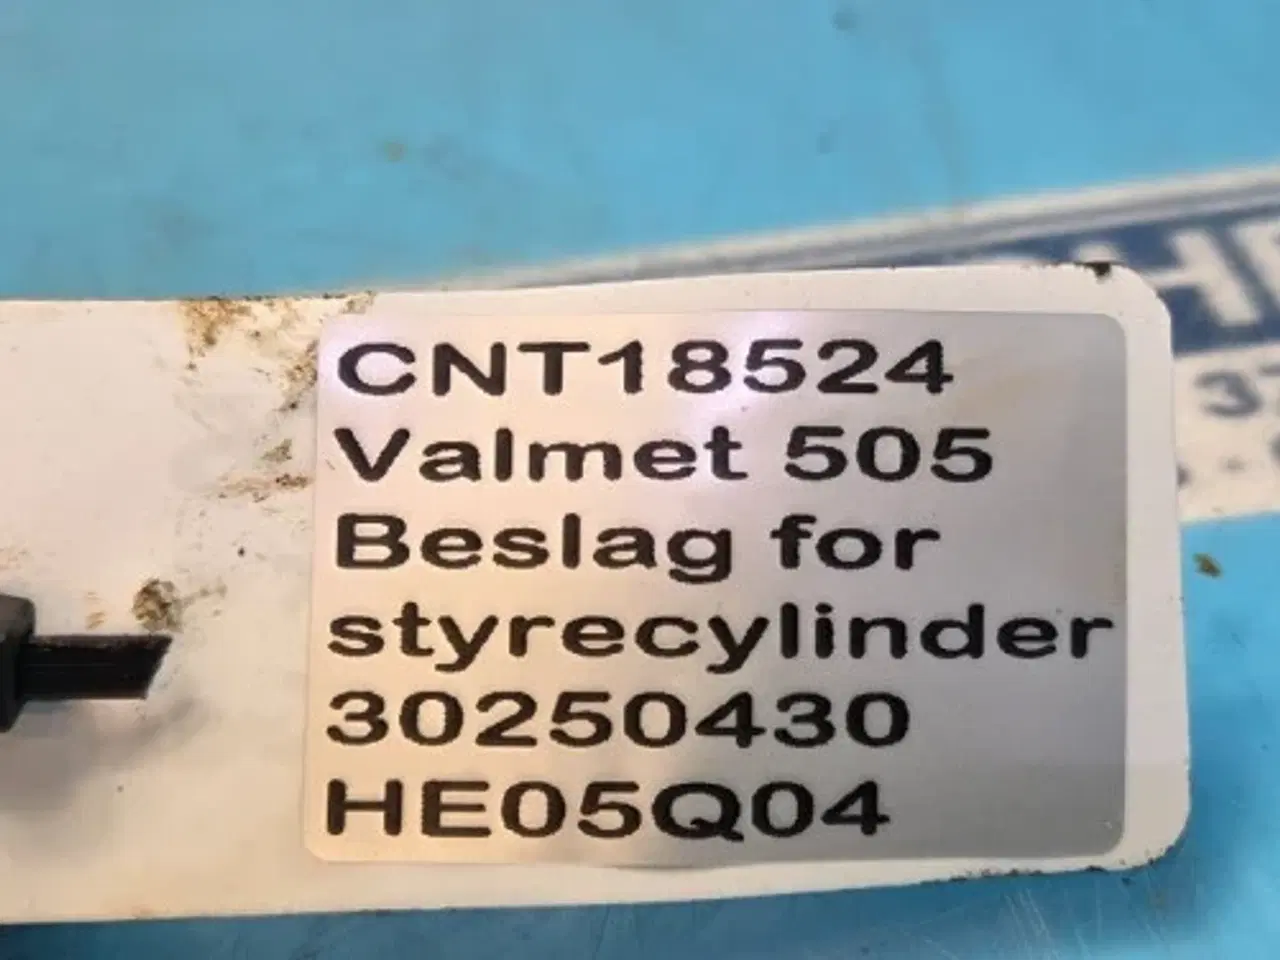 CNT18524
Valmet 505
Beslag for
styrecylinder
30250430
HE05Q04